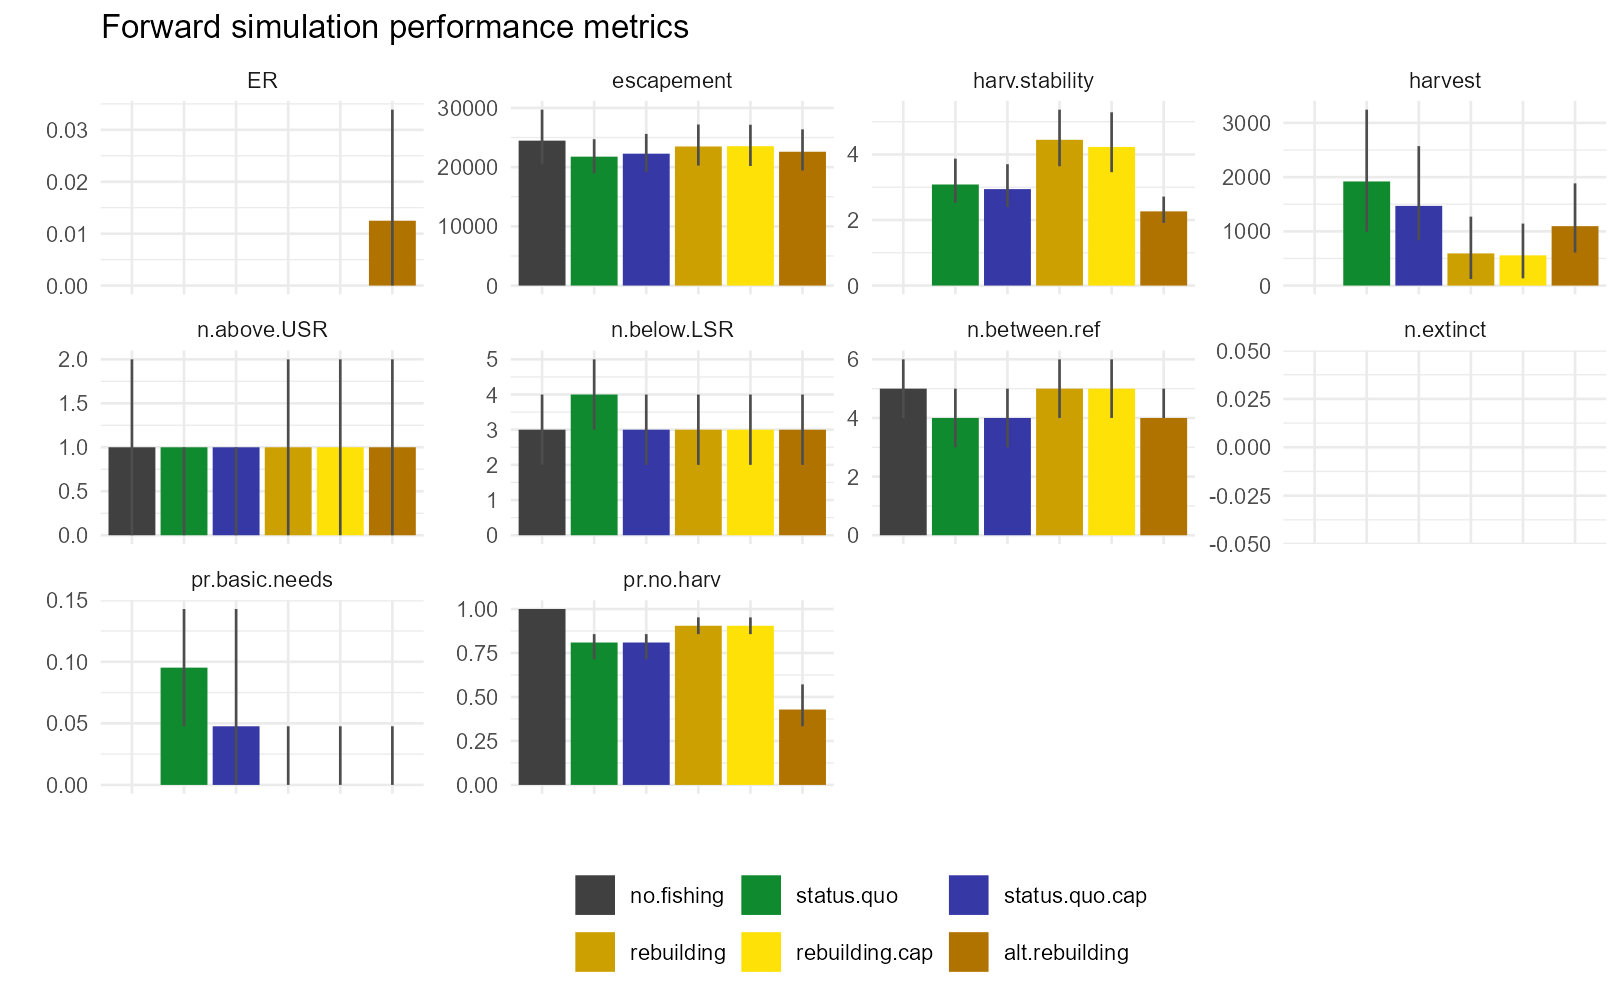 Forward simulation performance metrics
ER
escapement
harv.stability
harvest
0.03
0.02
0.01
0.00
30000
20000
10000
0
4
2
0
3000
2000
1000
0
n.above.USR
n.below.LSR
n.between.ref
n.extinct
2.0
1.5
1.0
0.5
0.0
5
4
3
2
1
0
6
4
2
0
0.050
0.025
0.000
-0.025
-0.050
pr.basic.needs
pr.no.harv
0.15
0.10
0.05
0.00
1.00
0.75
0.50
0.25
0.00
no.fishing
status.quo
status.quo.cap
rebuilding
rebuilding.cap
alt.rebuilding